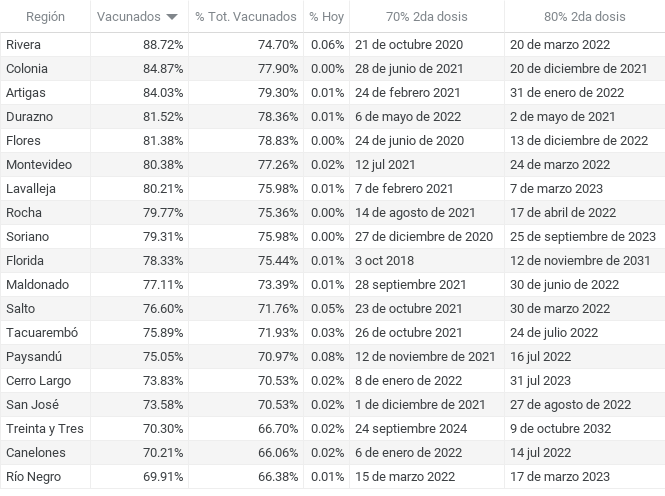 Región Vacunados % Tot. Vacunados % Hoy 70% 2da dosis 80% 2da dosis
Rivera 88.72% 74.70% 0.06% 21 de octubre 2020 20 de marzo 2022
Colonia 84.87% 77.90% 0.00% 28 de junio de 2021 20 de diciembre de 2021
Artigas 84.03% 79.30% 0.01% 24 de febrero 2021 31 de enero de 2022
Durazno 81.52% 78.36% 0.01% 6 de mayo de 2022 2 de mayo de 2021
Flores 81.38% 78.83% 0.00% 24 de junio de 2020 13 de diciembre de 2022
Montevideo 80.38% 77.26% 0.02% 12 jul 2021 24 de marzo 2022
Lavalleja 80.21% 75.98% 0.01% 7 de febrero 2021 7 de marzo 2023
Rocha 79.77% 75.36% 0.00% 14 de agosto de 2021 17 de abril de 2022
Soriano 79.31% 75.98% 0.00% 27 de diciembre de 2020 25 de septiembre de 2023
Florida 78.33% 75.44% 0.01% 3 oct 2018 12 de noviembre de 2031
Maldonado 77.11% 73.39% 0.01% 28 septiembre 2021 30 de junio de 2022
Salto 76.60% 71.76% 0.05% 23 de octubre 2021 30 de marzo 2022
Tacuarembó 75.89% 71.93% 0.03% 26 de octubre 2021 24 de julio 2022
Paysandú 75.05% 70.97% 0.08% 12 de noviembre de 2021 16 jul 2022
Cerro Largo 73.83% 70.53% 0.02% 8 de enero de 2022 31 jul 2023
San José 73.58% 70.53% 0.02% 1 de diciembre de 2021 27 de agosto de 2022
Treinta y Tres 70.30% 66.70% 0.02% 24 septiembre 2024 9 de octubre 2032
Canelones 70.21% 66.06% 0.02% 6 de enero de 2022 14 jul 2022
Río Negro 69.91% 66.38% 0.01% 15 de marzo 2022 17 de marzo 2023